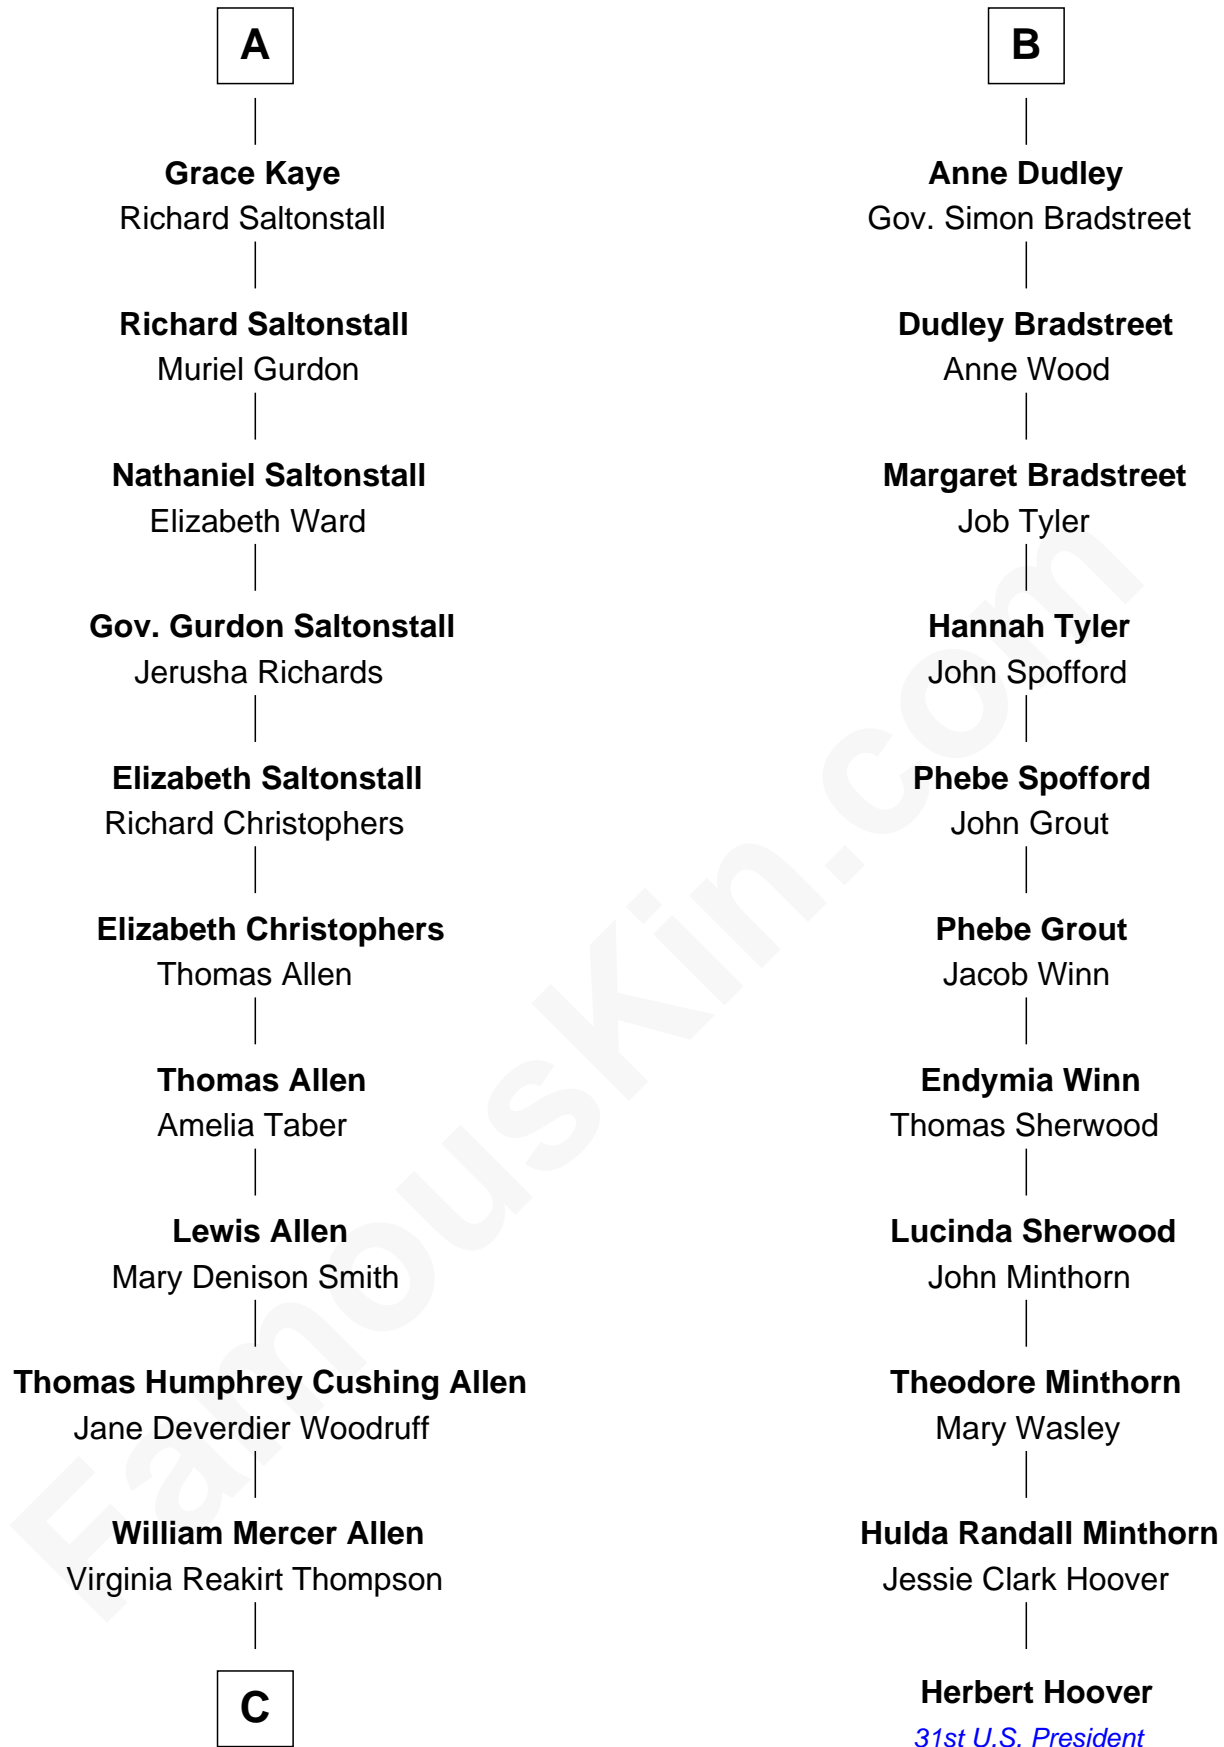 A
Grace Kaye
Richard Saltonstall
Richard Saltonstall
Muriel Gurdon
Nathaniel Saltonstall
Elizabeth Ward
Gov. Gurdon Saltonstall
Jerusha Richards
Elizabeth Saltonstall
Richard Christophers
Elizabeth Christophers
Thomas Allen
Thomas Allen
Amelia Taber
Lewis Allen
Mary Denison Smith
Thomas Humphrey Cushing Allen
Jane Deverdier Woodruff
William Mercer Allen
Virginia Reakirt Thompson
C
B
Anne Dudley
Gov. Simon Bradstreet
Dudley Bradstreet
Anne Wood
Margaret Bradstreet
Job Tyler
Hannah Tyler
John Spofford
Phebe Spofford
John Grout
Phebe Grout
Jacob Winn
Endymia Winn
Thomas Sherwood
Lucinda Sherwood
John Minthorn
Theodore Minthorn
Mary Wasley
Hulda Randall Minthorn
Jessie Clark Hoover
Herbert Hoover
31st U.S. President
FamousKin.com